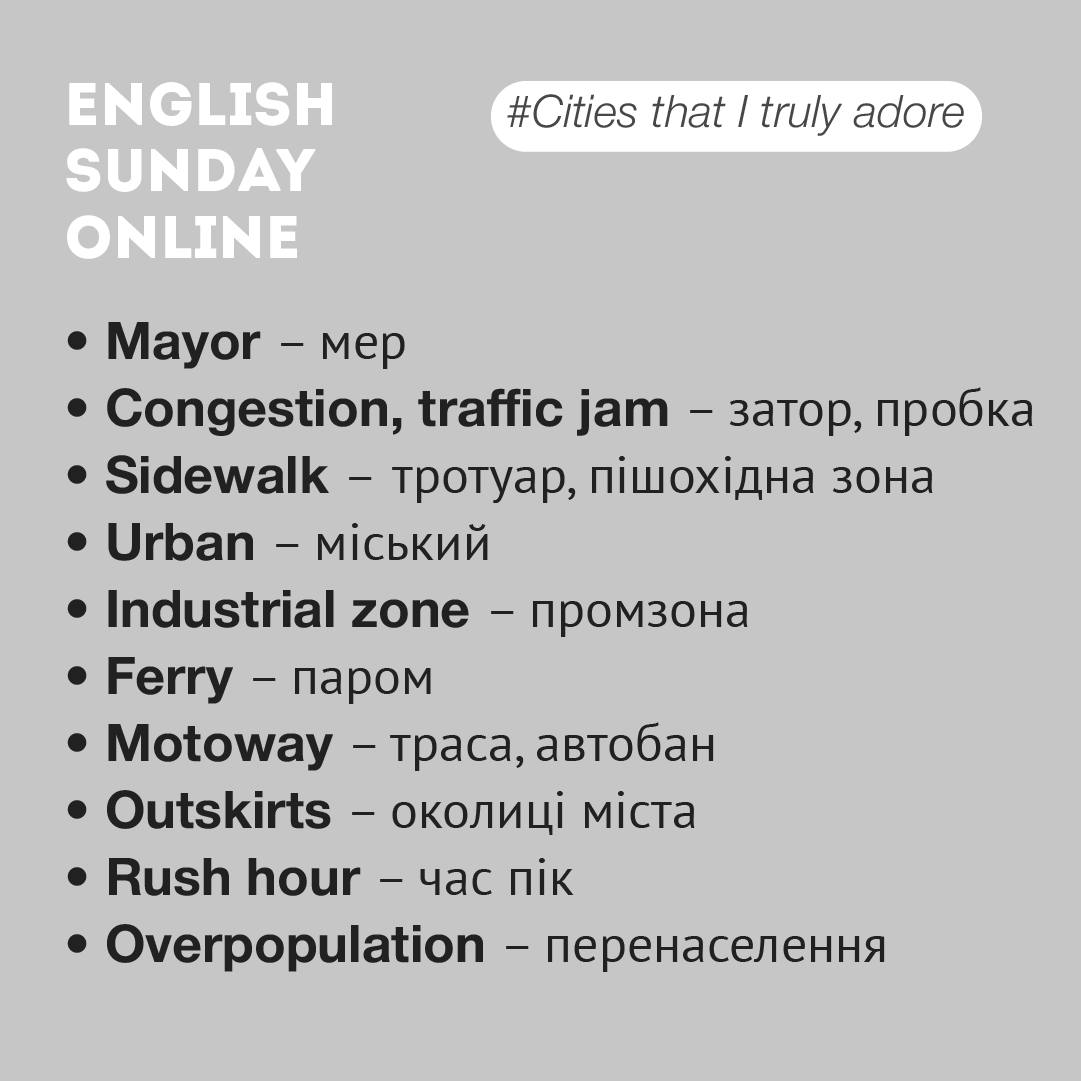 ENGLISH
SUNDAY
ONLINE
#Cities that I truly adore
• Mayor – мер
• Congestion, traffic jam – затор, пробка
• Sidewalk – тротуар, пішохідна зона
• Urban – міський
• Industrial zone – промзона
• Ferry – паром
• Motoway – траса, автобан
• Outskirts – околиці міста
• Rush hour – час пік
• Overpopulation – перенаселення